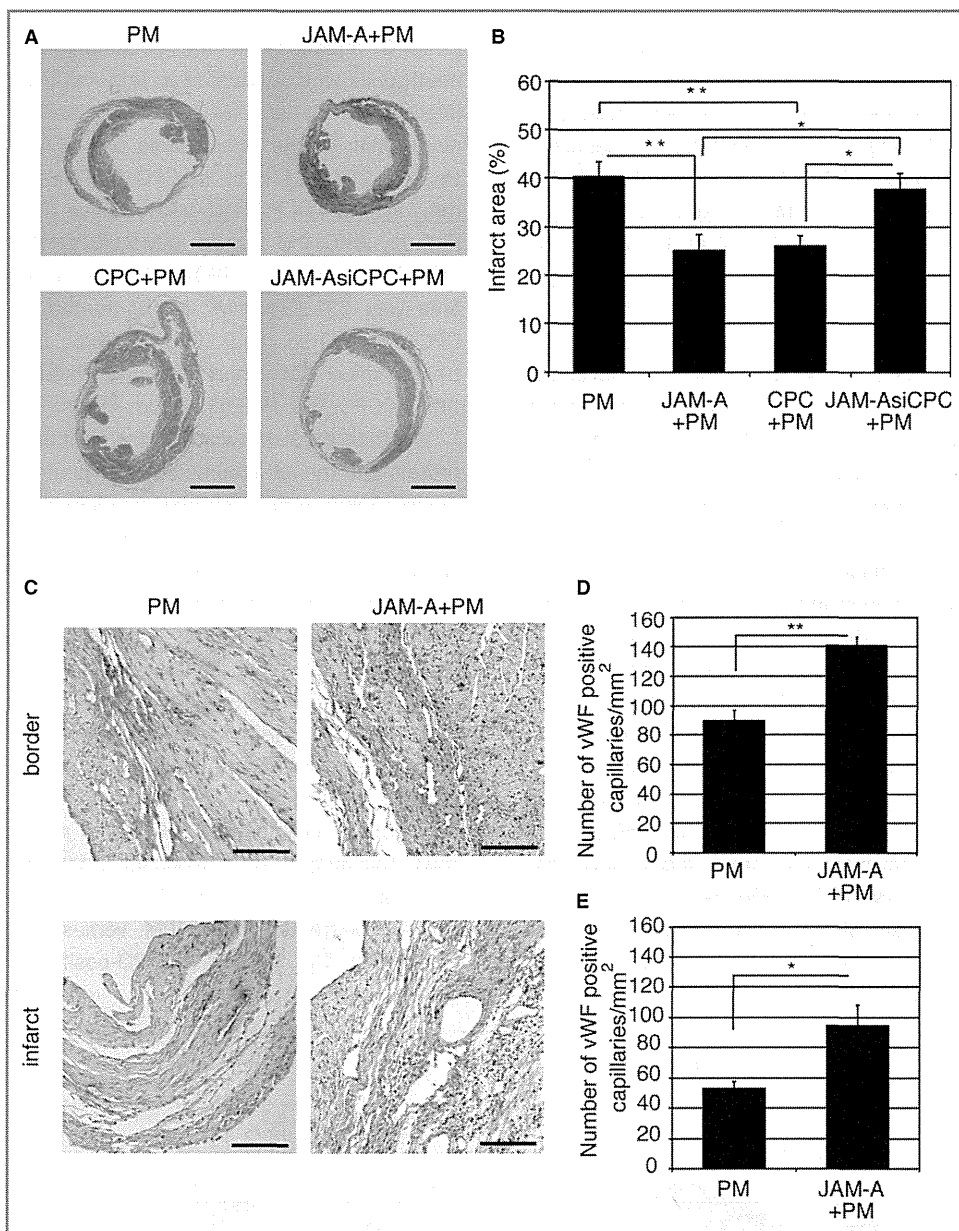 A
PM
JAM-A+PM
CPC+PM
JAM-AsiCPC+PM
B
Infarct area (%)
60
50
40
30
20
10
0
**
**
*
*
PM
JAM-A
+PM
CPC
+PM
JAM-AsiCPC
+PM
C
PM
JAM-A+PM
border
infarct
D
Number of vWF positive
capillaries/mm²
160
140
120
100
80
60
40
20
0
**
PM
JAM-A
+PM
E
Number of vWF positive
capillaries/mm²
160
140
120
100
80
60
40
20
0
*
PM
JAM-A
+PM